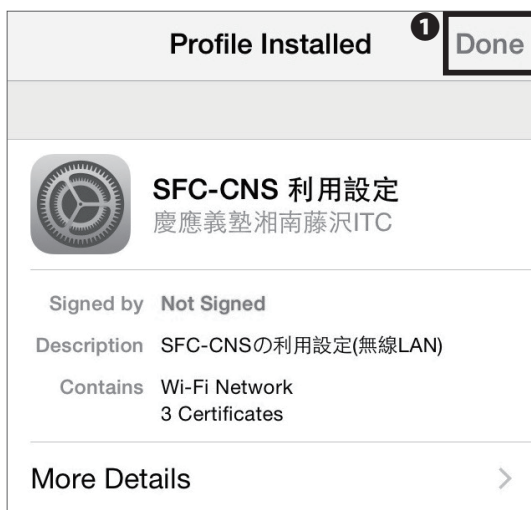 Profile Installed
❶
Done
SFC-CNS 利用設定
慶應義塾湘南藤沢ITC
Signed by Not Signed
Description SFC-CNSの利用設定(無線LAN)
Contains Wi-Fi Network
3 Certificates
More Details